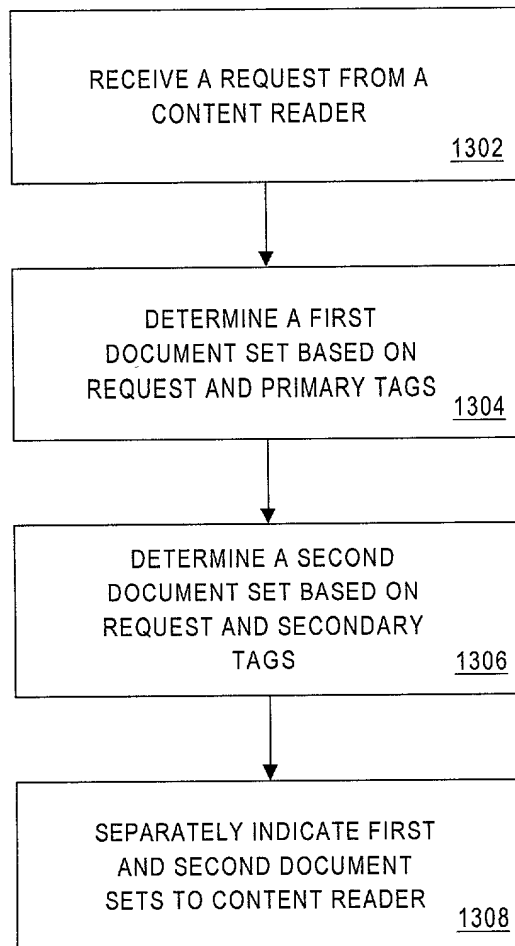 RECEIVE A REQUEST FROM A
CONTENT READER
1302
DETERMINE A FIRST
DOCUMENT SET BASED ON
REQUEST AND PRIMARY TAGS
1304
DETERMINE A SECOND
DOCUMENT SET BASED ON
REQUEST AND SECONDARY
TAGS
1306
SEPARATELY INDICATE FIRST
AND SECOND DOCUMENT
SETS TO CONTENT READER
1308